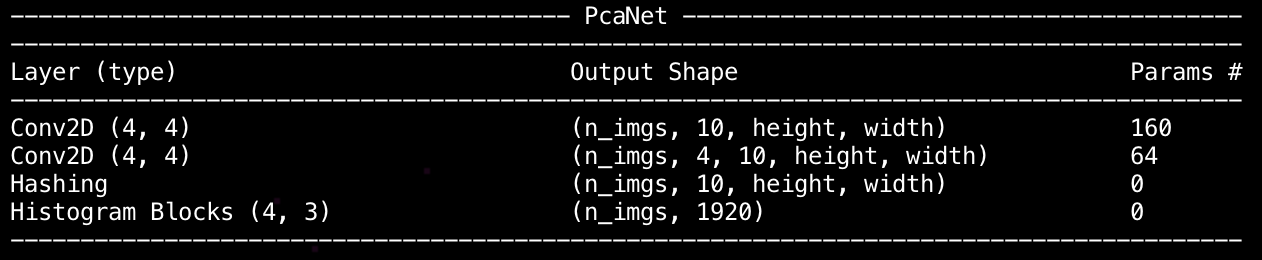 PcaNet
Layer (type) Output Shape Params #
Conv2D (4, 4) (n_imgs, 10, height, width) 160
Conv2D (4, 4) (n_imgs, 4, 10, height, width) 64
Hashing (n_imgs, 10, height, width) 0
Histogram Blocks (4, 3) (n_imgs, 1920) 0